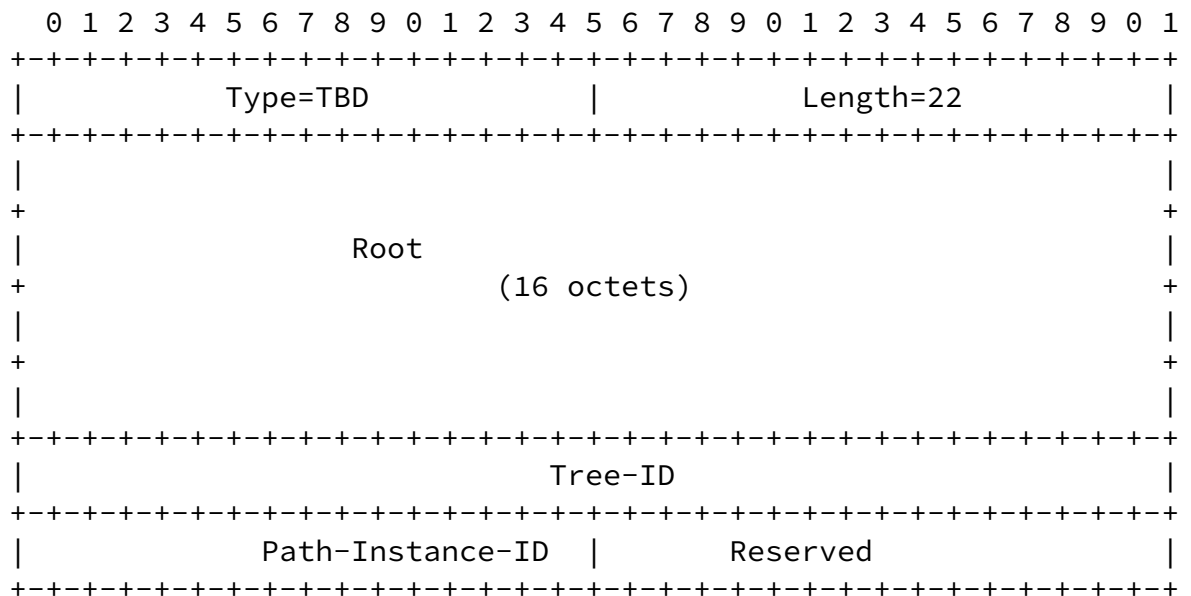 0 1 2 3 4 5 6 7 8 9 0 1 2 3 4 5 6 7 8 9 0 1 2 3 4 5 6 7 8 9 0 1
+-+-+-+-+-+-+-+-+-+-+-+-+-+-+-+-+-+-+-+-+-+-+-+-+-+-+-+-+-+-+-+-+
|           Type=TBD            |           Length=22           |
+-+-+-+-+-+-+-+-+-+-+-+-+-+-+-+-+-+-+-+-+-+-+-+-+-+-+-+-+-+-+-+-+
|                                                               |
+                                                               +
|                  Root                                         |
+                          (16 octets)                          +
|                                                               |
+                                                               +
|                                                               |
+-+-+-+-+-+-+-+-+-+-+-+-+-+-+-+-+-+-+-+-+-+-+-+-+-+-+-+-+-+-+-+-+
|                             Tree-ID                           |
+-+-+-+-+-+-+-+-+-+-+-+-+-+-+-+-+-+-+-+-+-+-+-+-+-+-+-+-+-+-+-+-+
|             Path-Instance-ID  |       Reserved                |
+-+-+-+-+-+-+-+-+-+-+-+-+-+-+-+-+-+-+-+-+-+-+-+-+-+-+-+-+-+-+-+-+